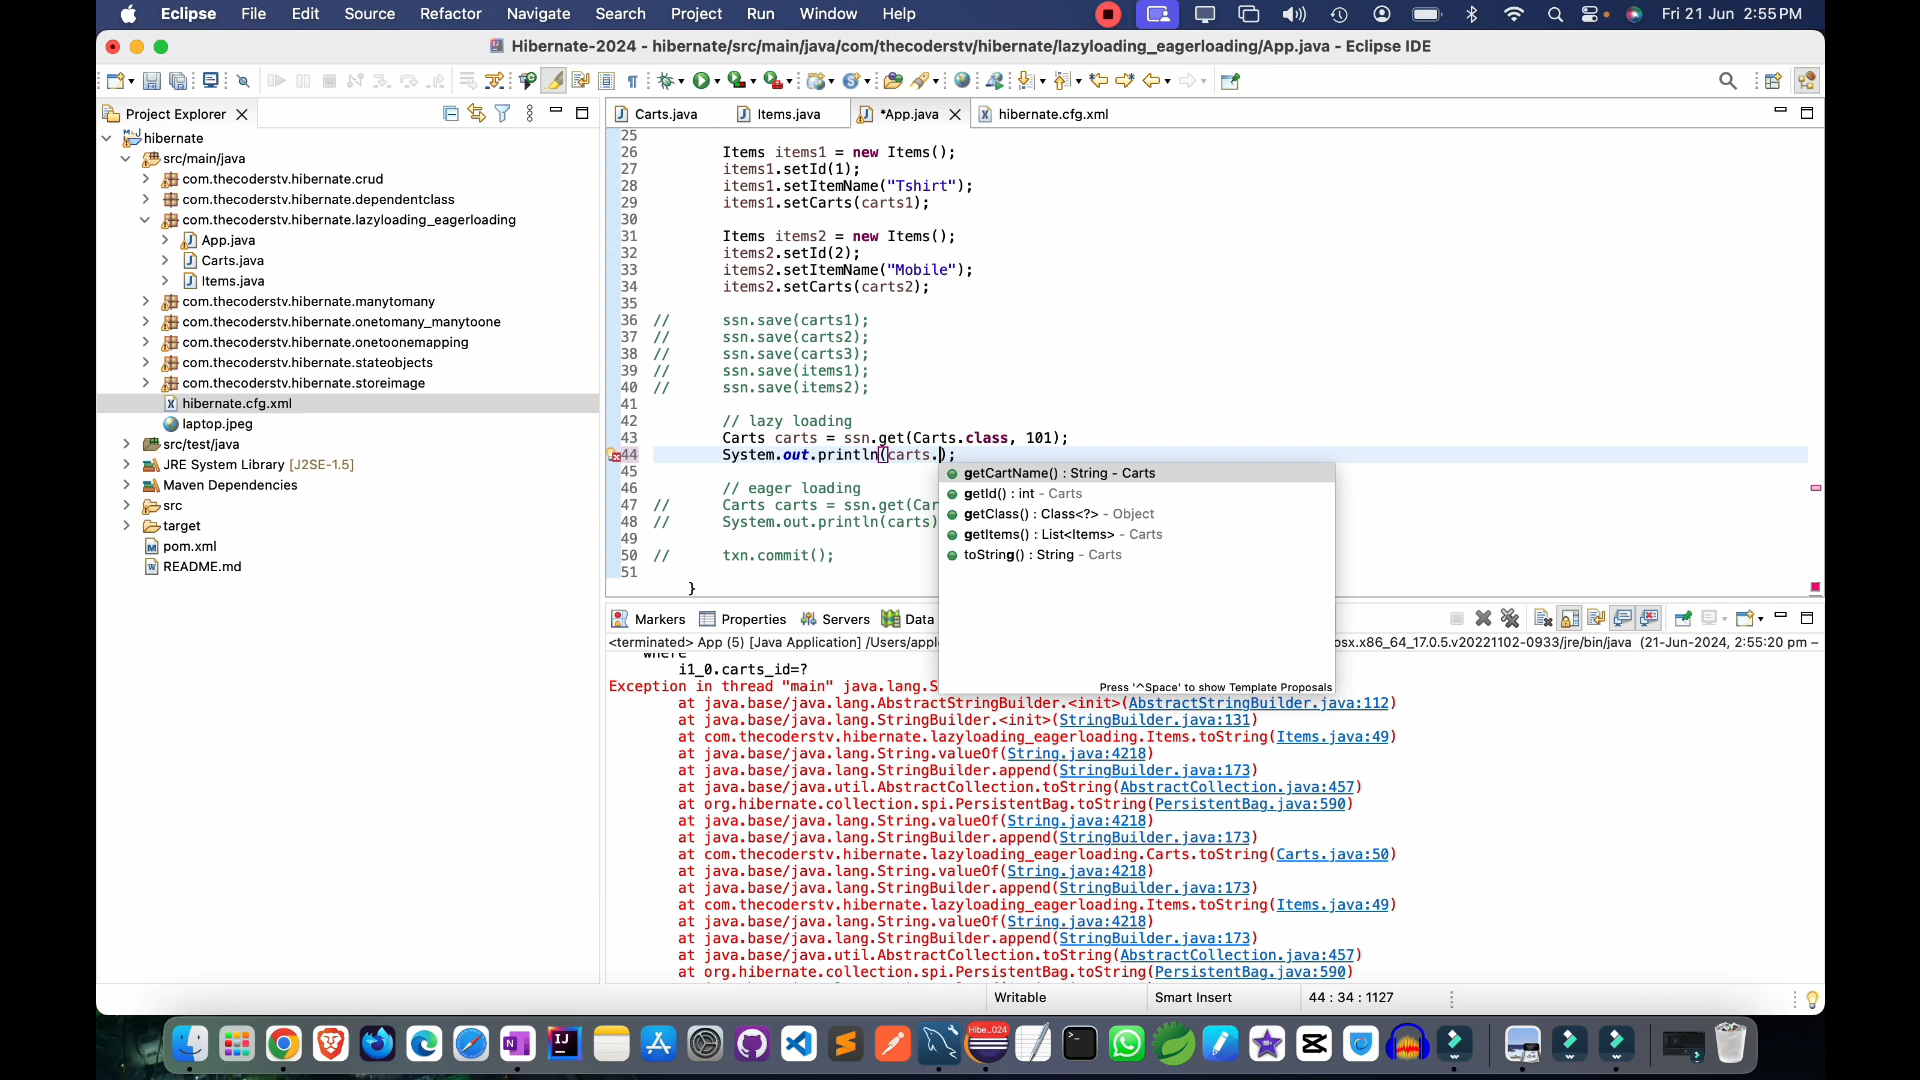 Eclipse File Edit Source Refactor Navigate Search Project Run Window Help Fri 21 Jun 2:55 PM
Hibernate-2024 - hibernate/src/main/java/com/thecoderstv/hibernate/lazyloading_eagerloading/App.java - Eclipse IDE
Project Explorer
hibernate
src/main/java
com.thecoderstv.hibernate.crud
com.thecoderstv.hibernate.dependentclass
com.thecoderstv.hibernate.lazyloading_eagerloading
App.java
Carts.java
Items.java
com.thecoderstv.hibernate.manytomany
com.thecoderstv.hibernate.onetomany_manytoone
com.thecoderstv.hibernate.onetoonemapping
com.thecoderstv.hibernate.stateobjects
com.thecoderstv.hibernate.storeimage
hibernate.cfg.xml
laptop.jpeg
src/test/java
JRE System Library [J2SE-1.5]
Maven Dependencies
src
target
pom.xml
README.md
Carts.java Items.java *App.java hibernate.cfg.xml
25
26 Items items1 = new Items();
27 items1.setId(1);
28 items1.setItemName("Tshirt");
29 items1.setCarts(carts1);
30
31 Items items2 = new Items();
32 items2.setId(2);
33 items2.setItemName("Mobile");
34 items2.setCarts(carts2);
35
36 // ssn.save(carts1);
37 // ssn.save(carts2);
38 // ssn.save(carts3);
39 // ssn.save(items1);
40 // ssn.save(items2);
41
42 // lazy loading
43 Carts carts = ssn.get(Carts.class, 101);
44 System.out.println(carts.);
45
46 // eager loading
47 // Carts carts = ssn.get(Car
48 // System.out.println(carts)
49
50 // txn.commit();
51
}
getCartName() : String - Carts
getId() : int - Carts
getClass() : Class<?> - Object
getItems() : List<Items> - Carts
toString() : String - Carts
Press '^Space' to show Template Proposals
Markers Properties Servers Data
<terminated> App (5) [Java Application] /Users/appl osx.x86_64_17.0.5.v20221102-0933/jre/bin/java (21-Jun-2024, 2:55:20 pm –
where
i1_0.carts_id=?
Exception in thread "main" java.lang.S
at java.base/java.lang.AbstractStringBuilder.<init>(AbstractStringBuilder.java:112)
at java.base/java.lang.StringBuilder.<init>(StringBuilder.java:131)
at com.thecoderstv.hibernate.lazyloading_eagerloading.Items.toString(Items.java:49)
at java.base/java.lang.String.valueOf(String.java:4218)
at java.base/java.lang.StringBuilder.append(StringBuilder.java:173)
at java.base/java.util.AbstractCollection.toString(AbstractCollection.java:457)
at org.hibernate.collection.spi.PersistentBag.toString(PersistentBag.java:590)
at java.base/java.lang.String.valueOf(String.java:4218)
at java.base/java.lang.StringBuilder.append(StringBuilder.java:173)
at com.thecoderstv.hibernate.lazyloading_eagerloading.Carts.toString(Carts.java:50)
at java.base/java.lang.String.valueOf(String.java:4218)
at java.base/java.lang.StringBuilder.append(StringBuilder.java:173)
at com.thecoderstv.hibernate.lazyloading_eagerloading.Items.toString(Items.java:49)
at java.base/java.lang.String.valueOf(String.java:4218)
at java.base/java.lang.StringBuilder.append(StringBuilder.java:173)
at java.base/java.util.AbstractCollection.toString(AbstractCollection.java:457)
at org.hibernate.collection.spi.PersistentBag.toString(PersistentBag.java:590)
Writable Smart Insert 44 : 34 : 1127
Hibe_024